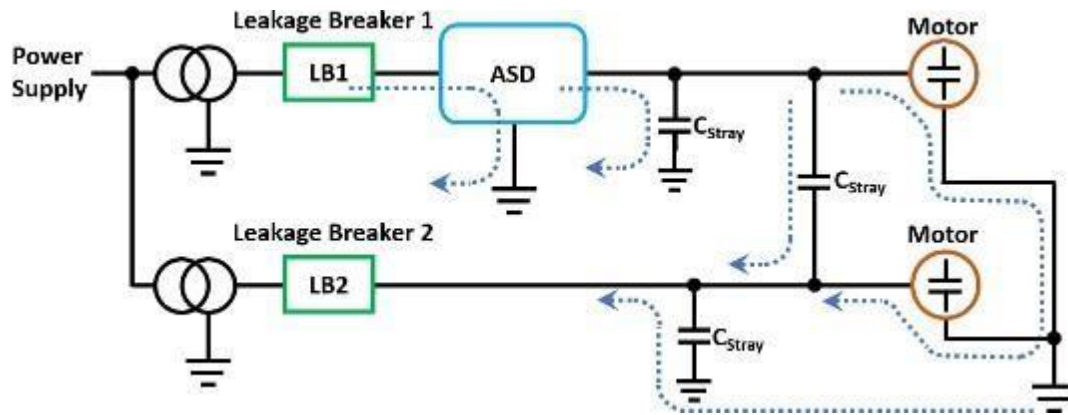 Leakage Breaker 1
Motor
Power
Supply
LB1
ASD
CStray
CStray
Leakage Breaker 2
Motor
LB2
CStray